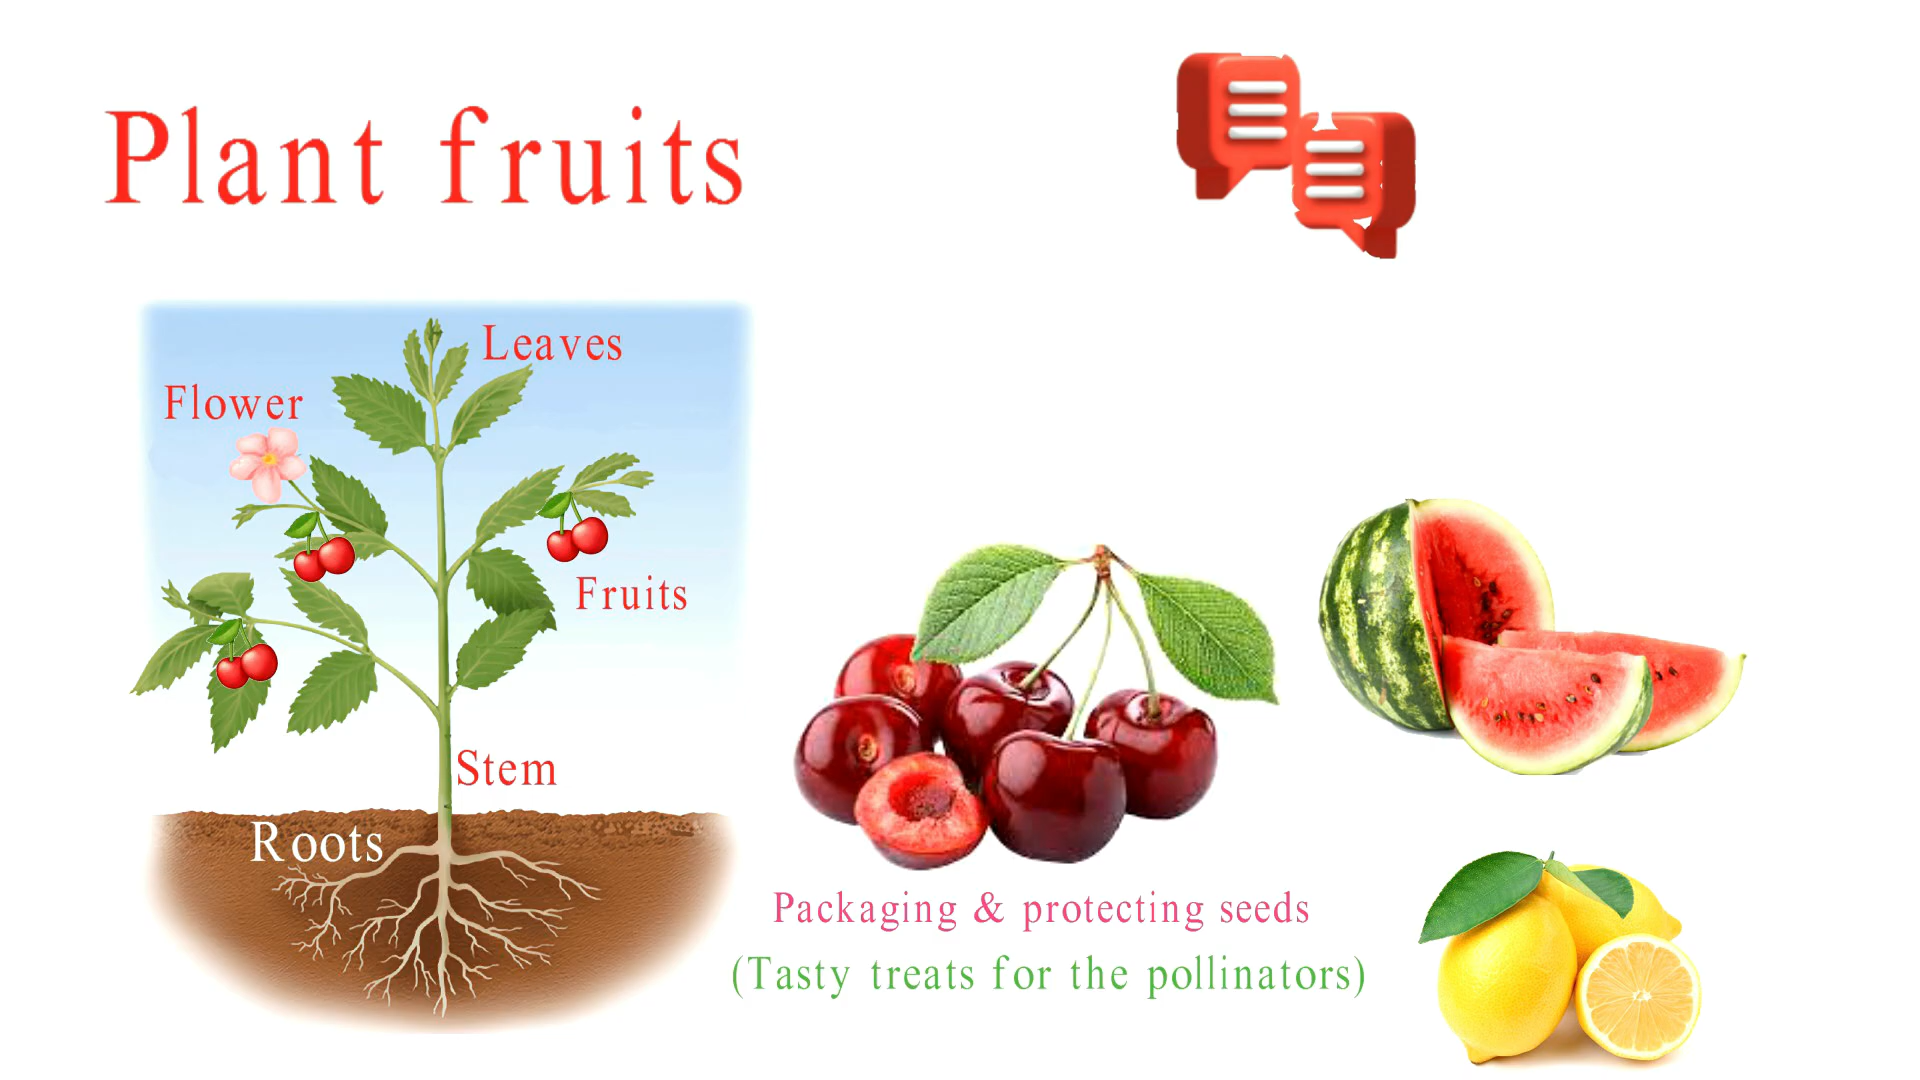 Plant fruits
Leaves
Flower
Fruits
Stem
Roots
Packaging & protecting seeds
(Tasty treats for the pollinators)